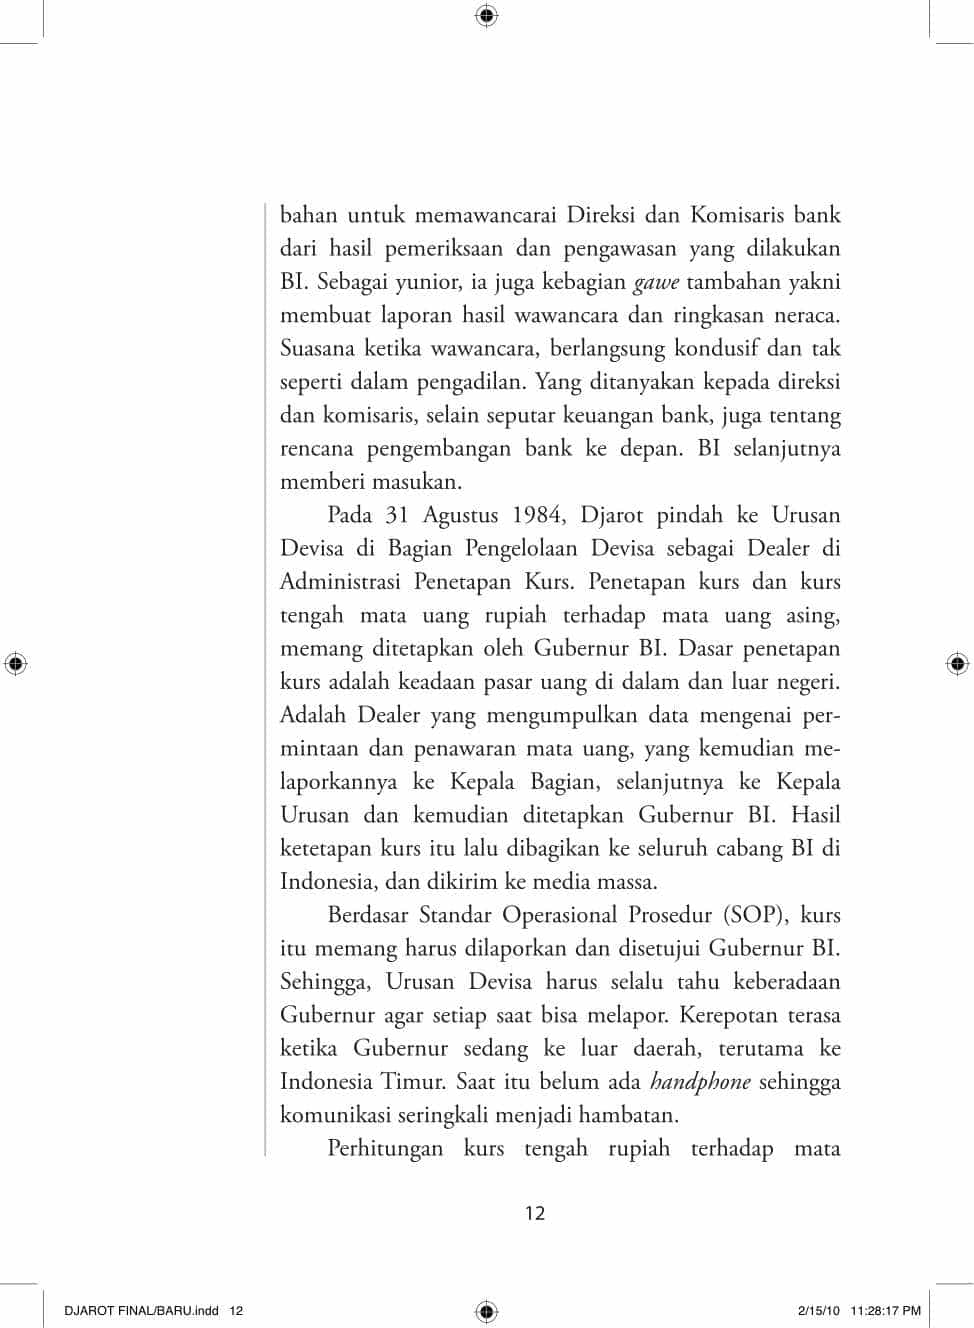 bahan untuk memawancarai Direksi dan Komisaris bank
dari hasil pemeriksaan dan pengawasan yang dilakukan
BI. Sebagai yunior, ia juga kebagian gawe tambahan yakni
membuat laporan hasil wawancara dan ringkasan neraca.
Suasana ketika wawancara, berlangsung kondusif dan tak
seperti dalam pengadilan. Yang ditanyakan kepada direksi
dan komisaris, selain seputar keuangan bank, juga tentang
rencana pengembangan bank ke depan. BI selanjutnya
memberi masukan.
Pada 31 Agustus 1984, Djarot pindah ke Urusan
Devisa di Bagian Pengelolaan Devisa sebagai Dealer di
Administrasi Penetapan Kurs. Penetapan kurs dan kurs
tengah mata uang rupiah terhadap mata uang asing,
memang ditetapkan oleh Gubernur BI. Dasar penetapan
kurs adalah keadaan pasar uang di dalam dan luar negeri.
Adalah Dealer yang mengumpulkan data mengenai per-
mintaan dan penawaran mata uang, yang kemudian me-
laporkannya ke Kepala Bagian, selanjutnya ke Kepala
Urusan dan kemudian ditetapkan Gubernur BI. Hasil
ketetapan kurs itu lalu dibagikan ke seluruh cabang BI di
Indonesia, dan dikirim ke media massa.
Berdasar Standar Operasional Prosedur (SOP), kurs
itu memang harus dilaporkan dan disetujui Gubernur BI.
Sehingga, Urusan Devisa harus selalu tahu keberadaan
Gubernur agar setiap saat bisa melapor. Kerepotan terasa
ketika Gubernur sedang ke luar daerah, terutama ke
Indonesia Timur. Saat itu belum ada handphone sehingga
komunikasi seringkali menjadi hambatan.
Perhitungan kurs tengah rupiah terhadap mata
12
DJAROT FINAL/BARU.indd 12
2/15/10 11:28:17 PM